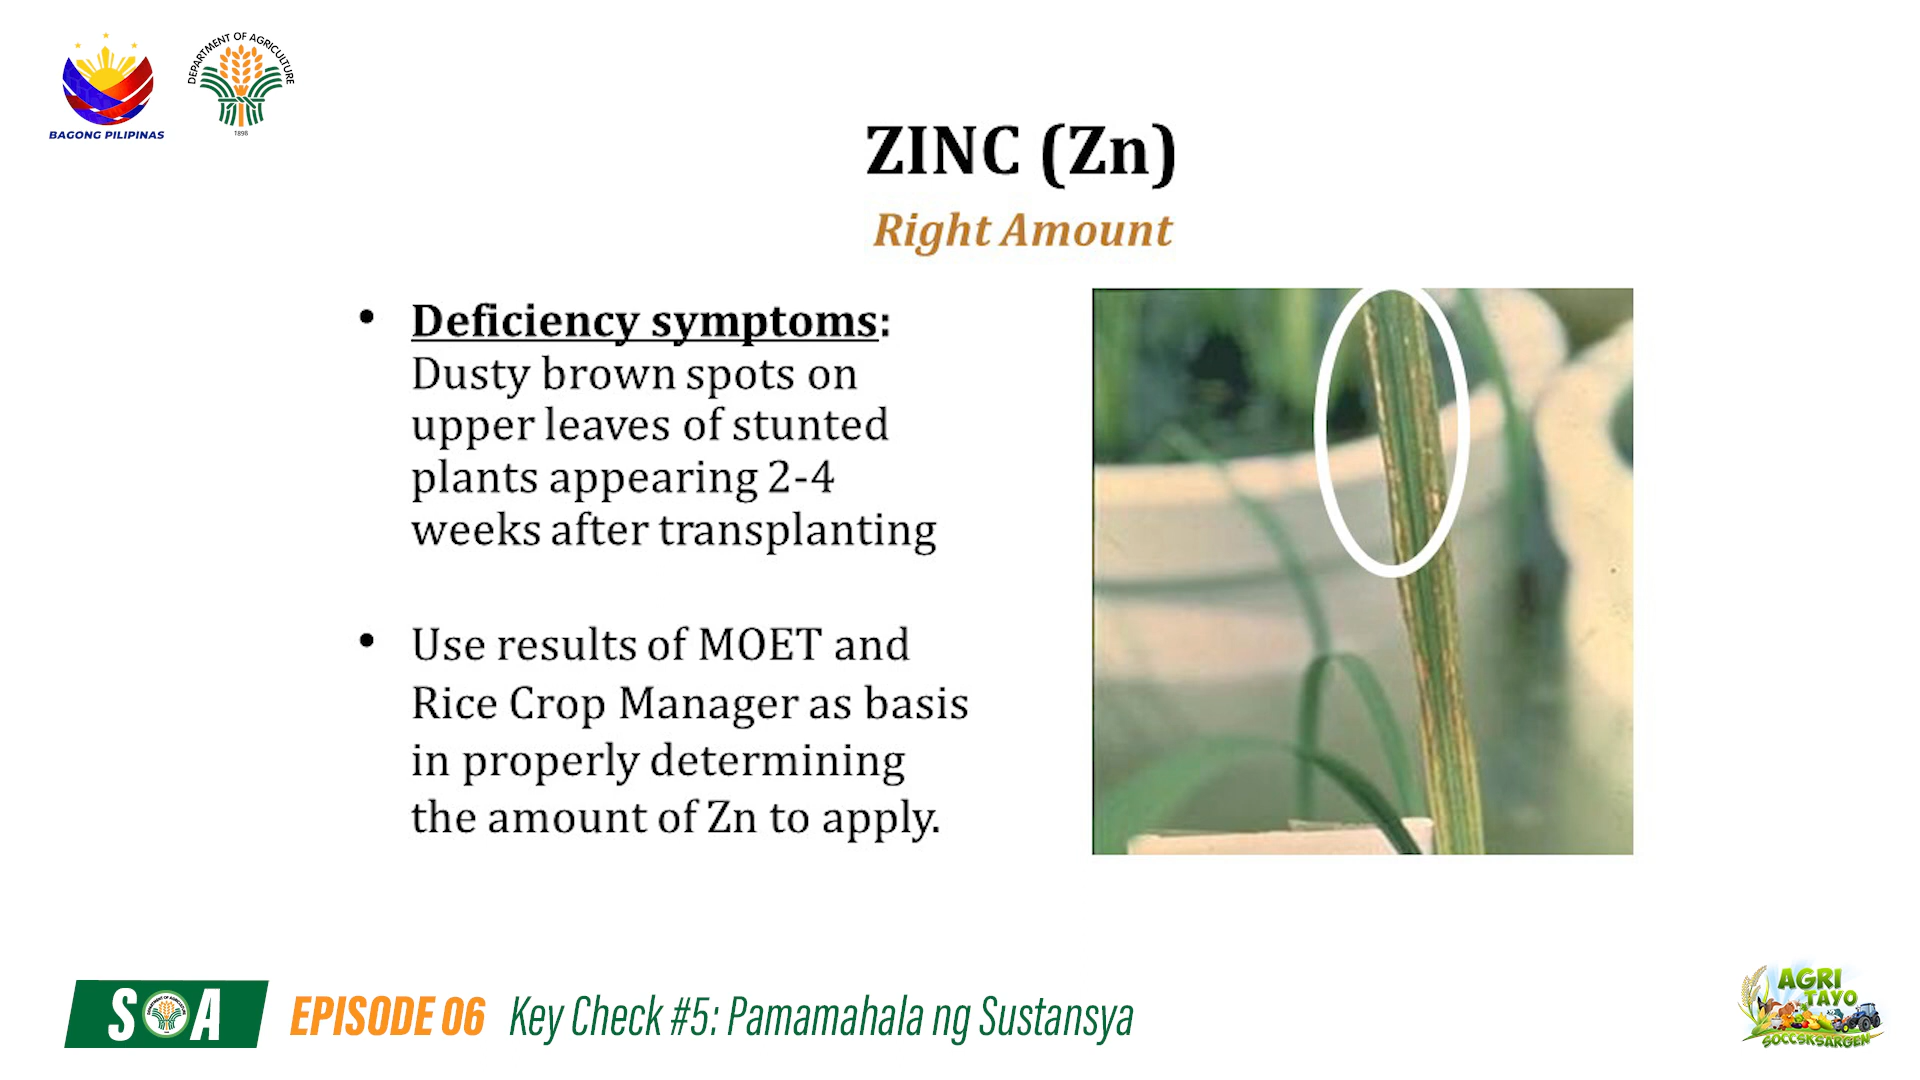 BAGONG PILIPINAS
DEPARTMENT OF AGRICULTURE
1898
ZINC (Zn)
Right Amount
• Deficiency symptoms:
Dusty brown spots on
upper leaves of stunted
plants appearing 2-4
weeks after transplanting
• Use results of MOET and
Rice Crop Manager as basis
in properly determining
the amount of Zn to apply.
SOA EPISODE 06 Key Check #5: Pamamahala ng Sustansya
AGRI
TAYO
SOCCSKSARGEN